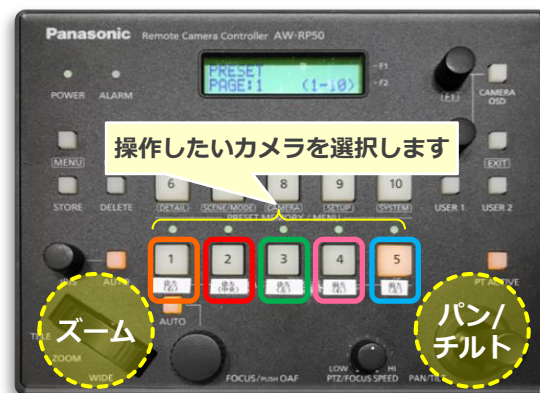 Panasonic Remote Camera Controller AW-RP50
PRESET
PAGE:1 (1-10)
F1
F2
POWER ALARM
F1
CAMERA
OSD
操作したいカメラを選択します
MENU
EXIT
6 8 9 10
STORE DELETE DETAIL SCENE/MODE CAMERA SETUP SYSTEM USER 1 USER 2
PRESET MEMORY / MENU
1 2 3 4 5
IRIS AUTO
PT ACTIVE
ズーム
パン/
チルト
AUTO
TELE
ZOOM
WIDE
FOCUS/PUSH OAF
LOW HI
PTZ/FOCUS SPEED
PAN/TILT